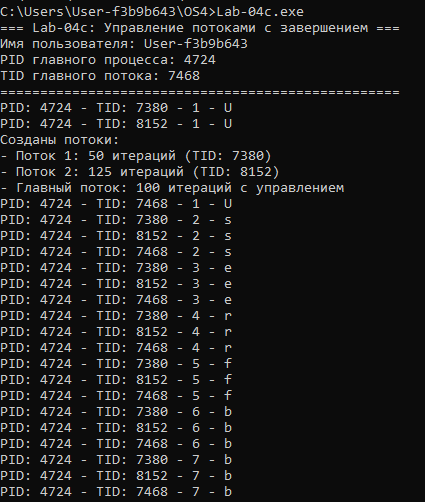 C:\Users\User-f3b9b643\OS4>Lab-04c.exe
=== Lab-04c: Управление потоками с завершением ===
Имя пользователя: User-f3b9b643
PID главного процесса: 4724
TID главного потока: 7468
==================================================
PID: 4724 - TID: 7380 - 1 - U
PID: 4724 - TID: 8152 - 1 - U
Созданы потоки:
- Поток 1: 50 итераций (TID: 7380)
- Поток 2: 125 итераций (TID: 8152)
- Главный поток: 100 итераций с управлением
PID: 4724 - TID: 7468 - 1 - U
PID: 4724 - TID: 7380 - 2 - s
PID: 4724 - TID: 8152 - 2 - s
PID: 4724 - TID: 7468 - 2 - s
PID: 4724 - TID: 7380 - 3 - e
PID: 4724 - TID: 8152 - 3 - e
PID: 4724 - TID: 7468 - 3 - e
PID: 4724 - TID: 7380 - 4 - r
PID: 4724 - TID: 8152 - 4 - r
PID: 4724 - TID: 7468 - 4 - r
PID: 4724 - TID: 7380 - 5 - f
PID: 4724 - TID: 8152 - 5 - f
PID: 4724 - TID: 7468 - 5 - f
PID: 4724 - TID: 7380 - 6 - b
PID: 4724 - TID: 8152 - 6 - b
PID: 4724 - TID: 7468 - 6 - b
PID: 4724 - TID: 7380 - 7 - b
PID: 4724 - TID: 8152 - 7 - b
PID: 4724 - TID: 7468 - 7 - b